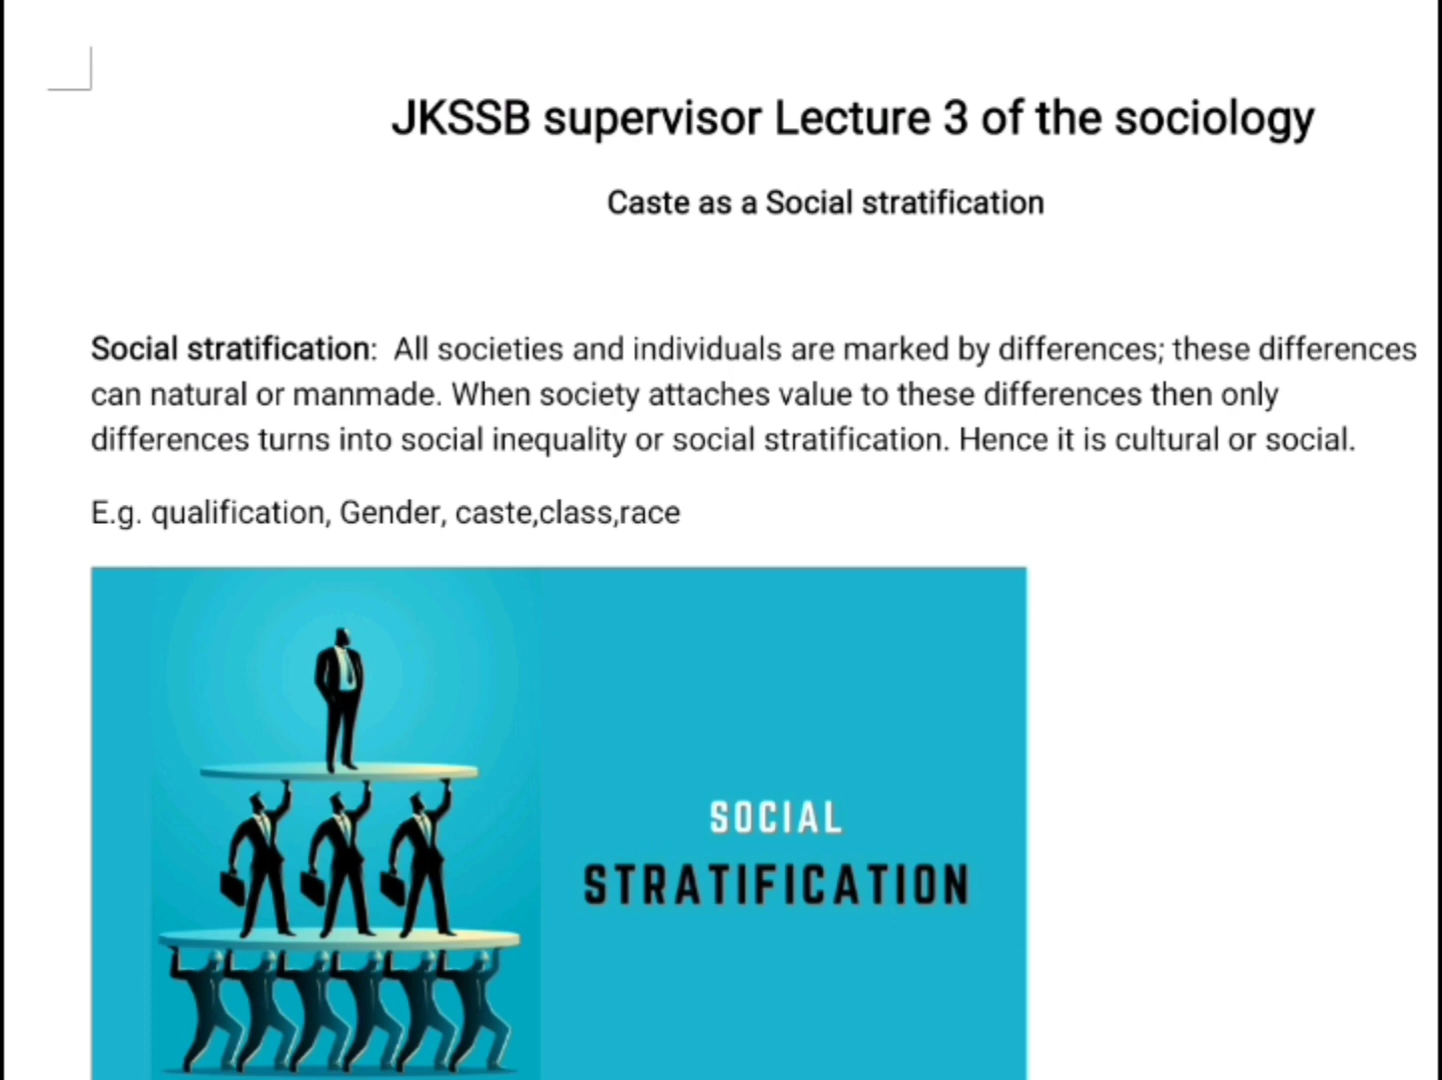 JKSSB supervisor Lecture 3 of the sociology
Caste as a Social stratification
Social stratification:  All societies and individuals are marked by differences; these differences
can natural or manmade. When society attaches value to these differences then only
differences turns into social inequality or social stratification. Hence it is cultural or social.
E.g. qualification, Gender, caste,class,race
SOCIAL
STRATIFICATION